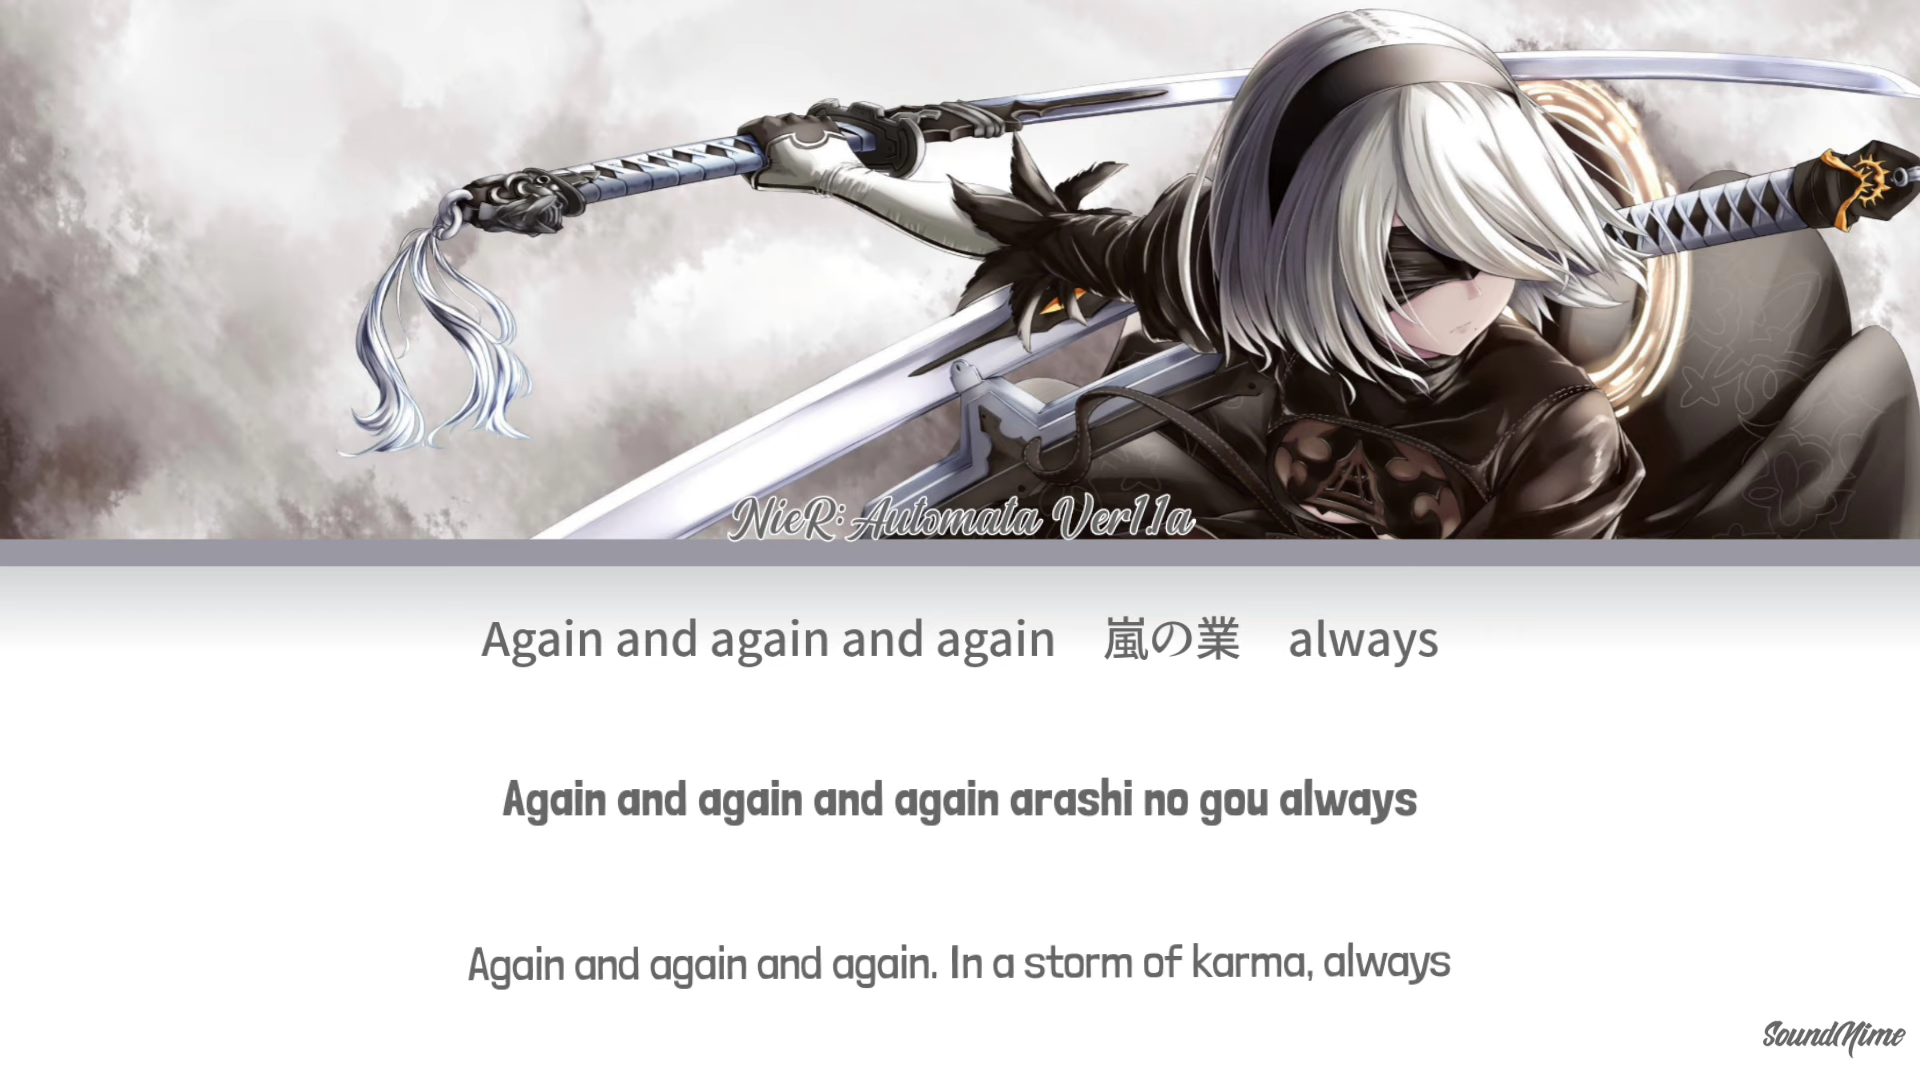 NieR: Automata Ver1.1a
Again and again and again　嵐の業　always
Again and again and again arashi no gou always
Again and again and again. In a storm of karma, always
SoundMime